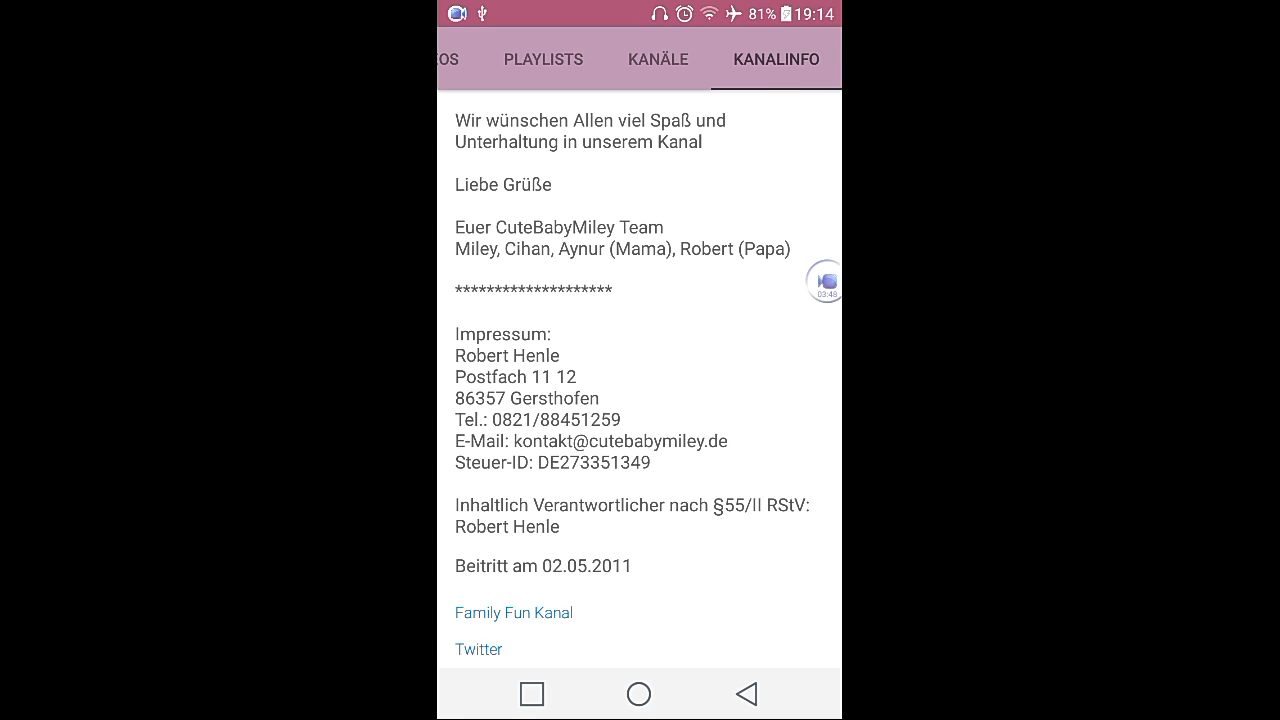 81% 19:14
OS PLAYLISTS KANÄLE KANALINFO
Wir wünschen Allen viel Spaß und
Unterhaltung in unserem Kanal
Liebe Grüße
Euer CuteBabyMiley Team
Miley, Cihan, Aynur (Mama), Robert (Papa)
********************
03:48
Impressum:
Robert Henle
Postfach 11 12
86357 Gersthofen
Tel.: 0821/88451259
E-Mail: kontakt@cutebabymiley.de
Steuer-ID: DE273351349
Inhaltlich Verantwortlicher nach §55/II RStV:
Robert Henle
Beitritt am 02.05.2011
Family Fun Kanal
Twitter